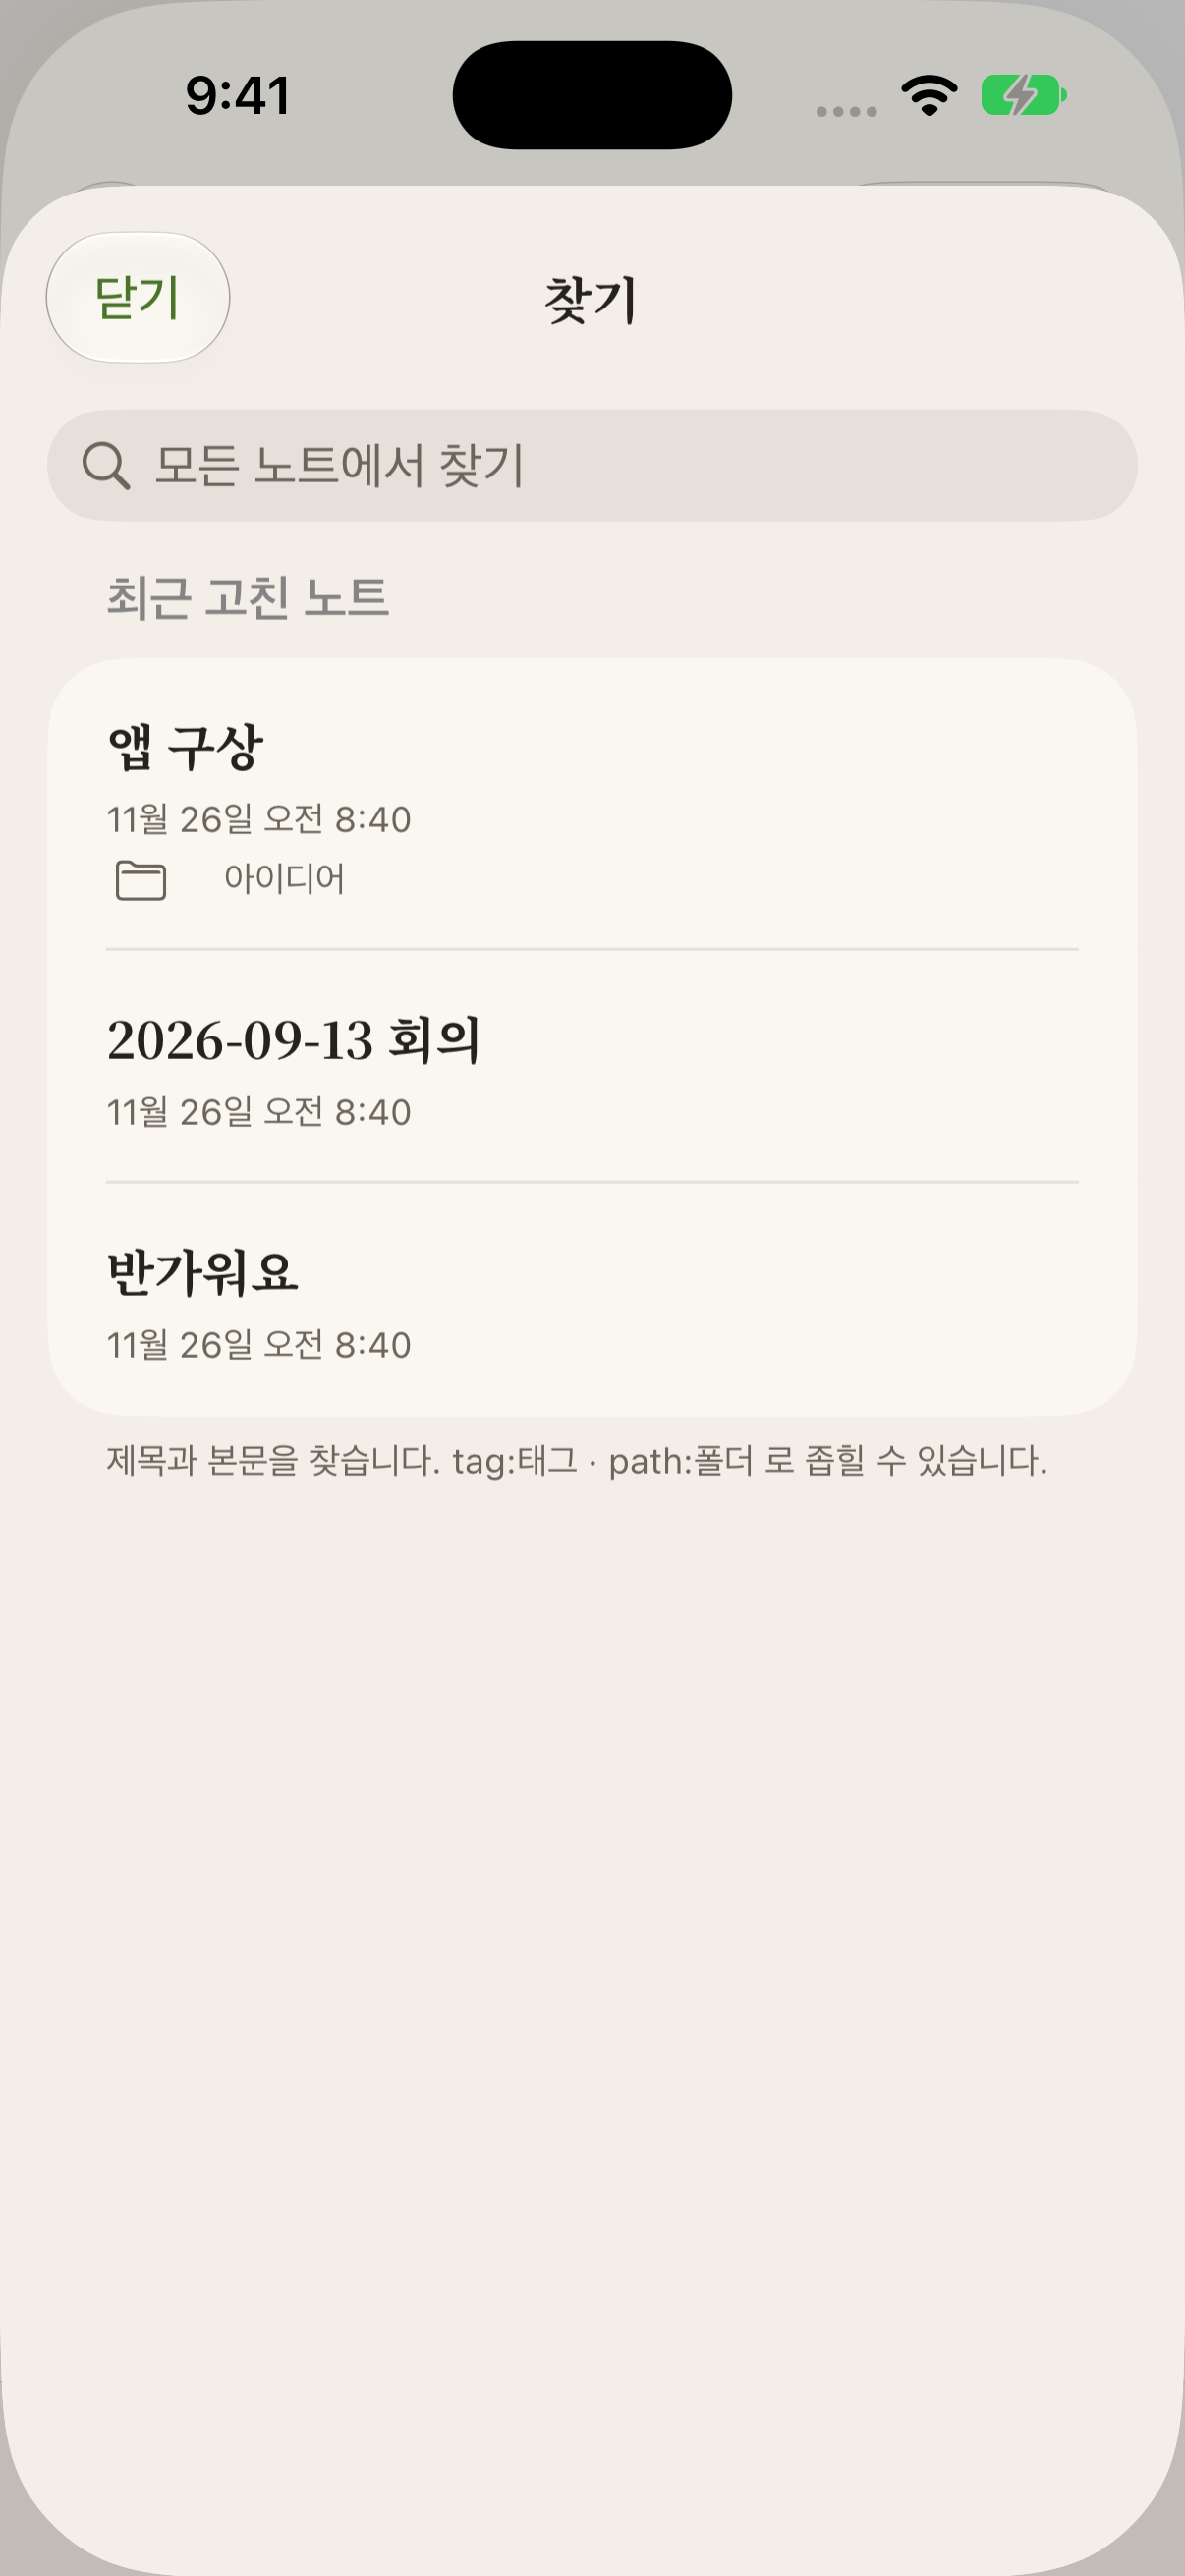 9:41
닫기
찾기
모든 노트에서 찾기
최근 고친 노트
앱 구상
11월 26일 오전 8:40
아이디어
2026-09-13 회의
11월 26일 오전 8:40
반가워요
11월 26일 오전 8:40
제목과 본문을 찾습니다. tag:태그 · path:폴더 로 좁힐 수 있습니다.